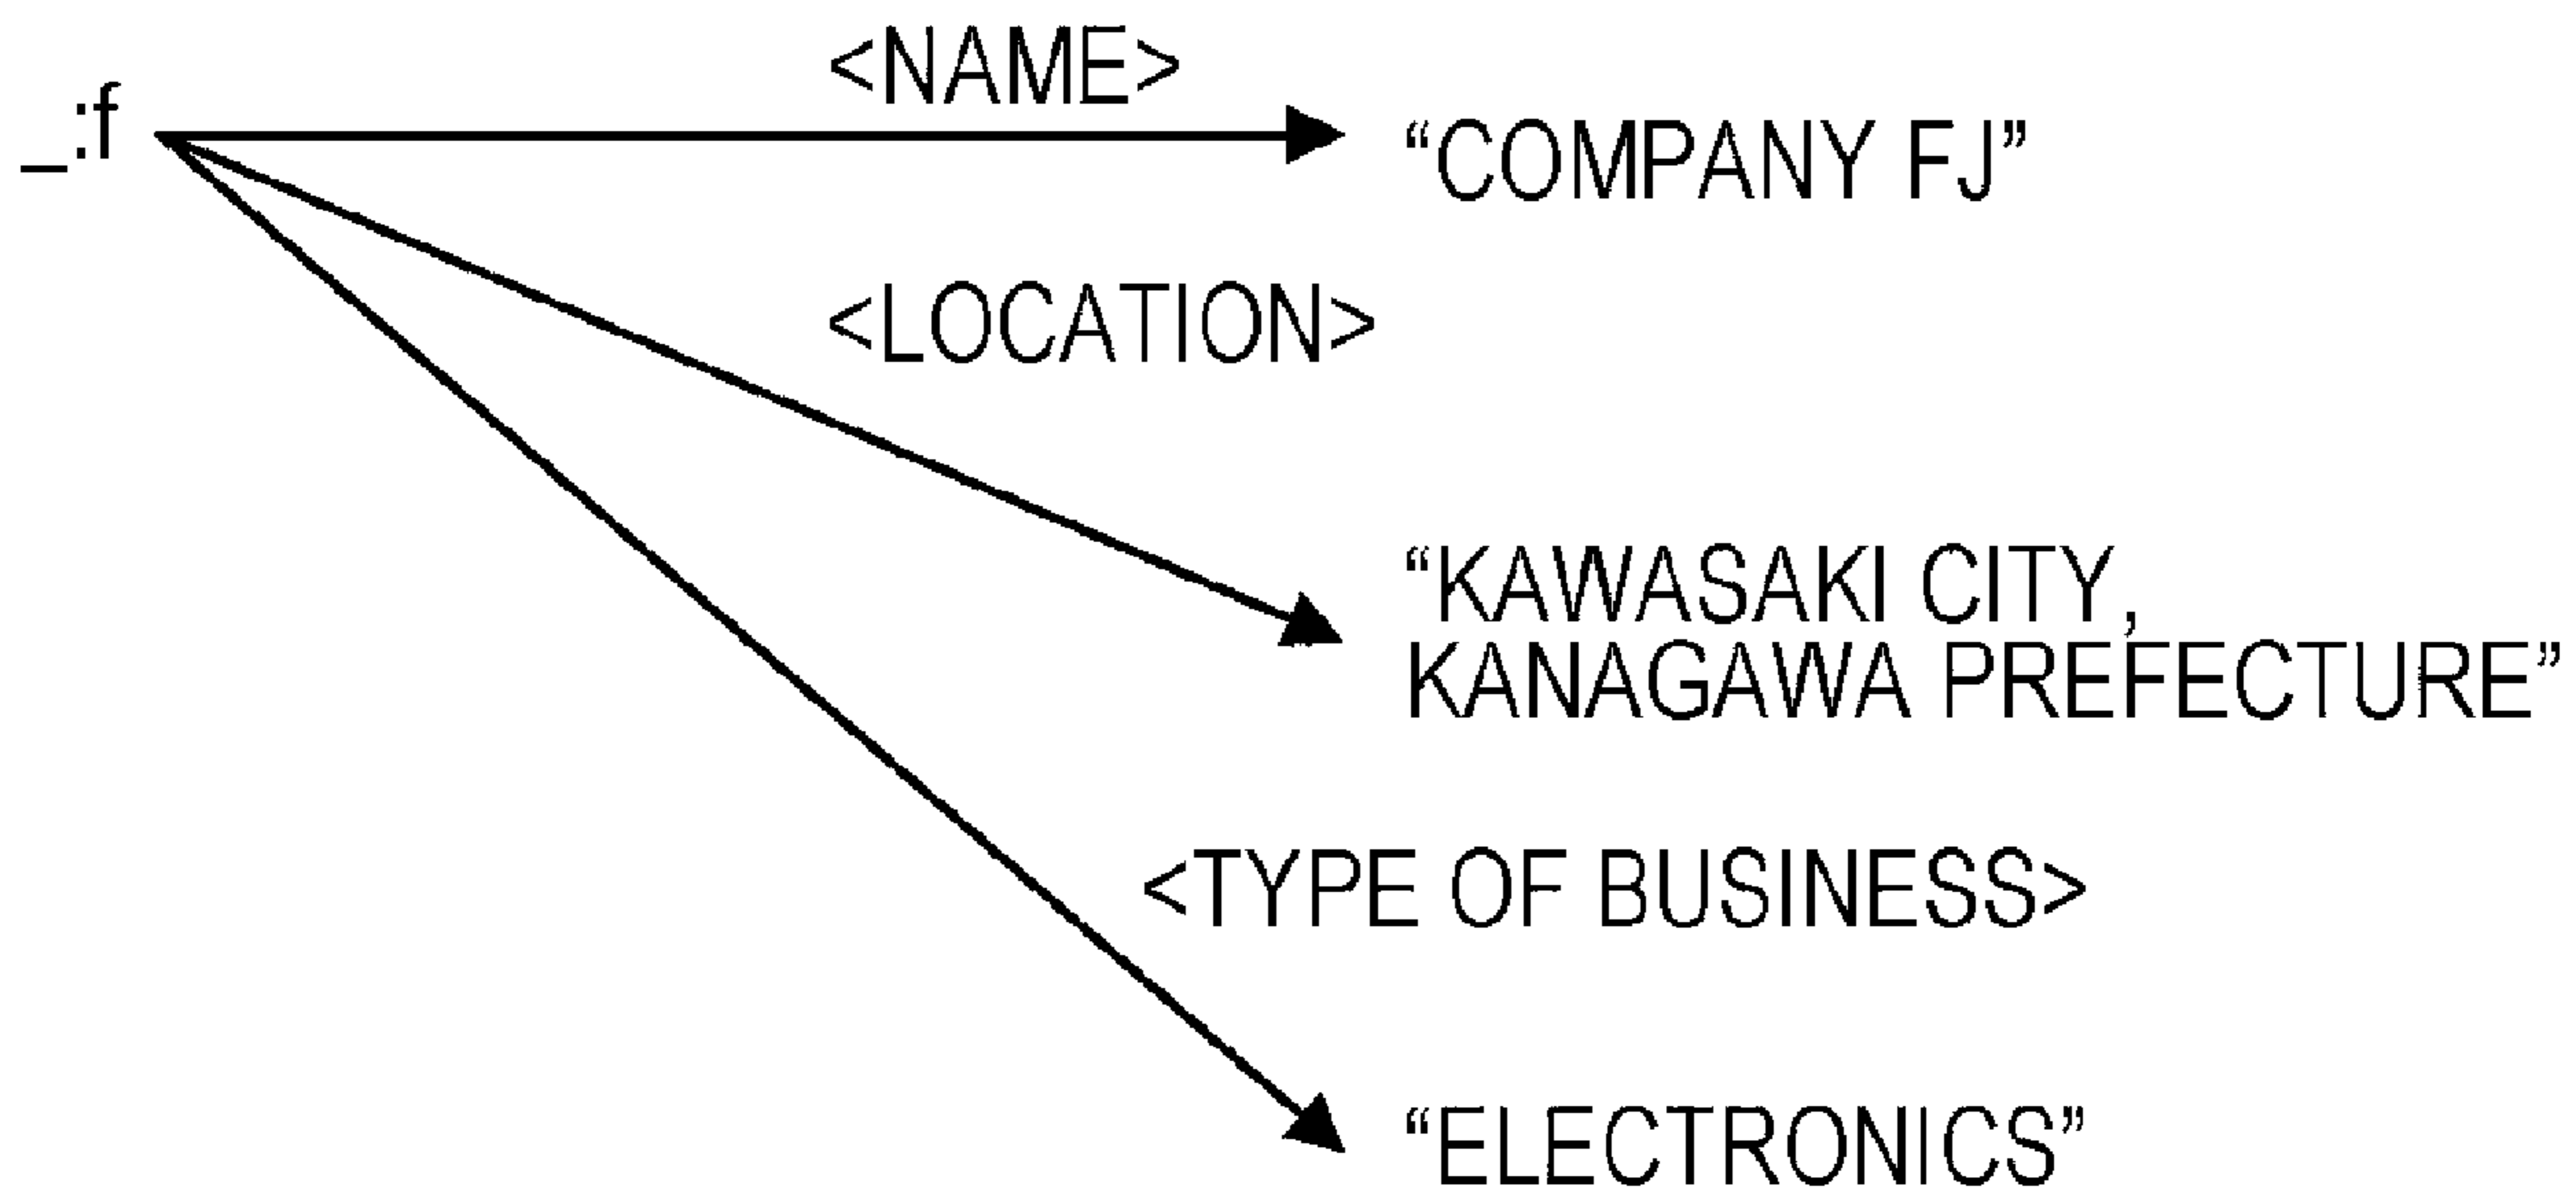 <NAME>
_:f
“COMPANY FJ”
<LOCATION>
“KAWASAKI CITY,
KANAGAWA PREFECTURE”
<TYPE OF BUSINESS>
“ELECTRONICS”